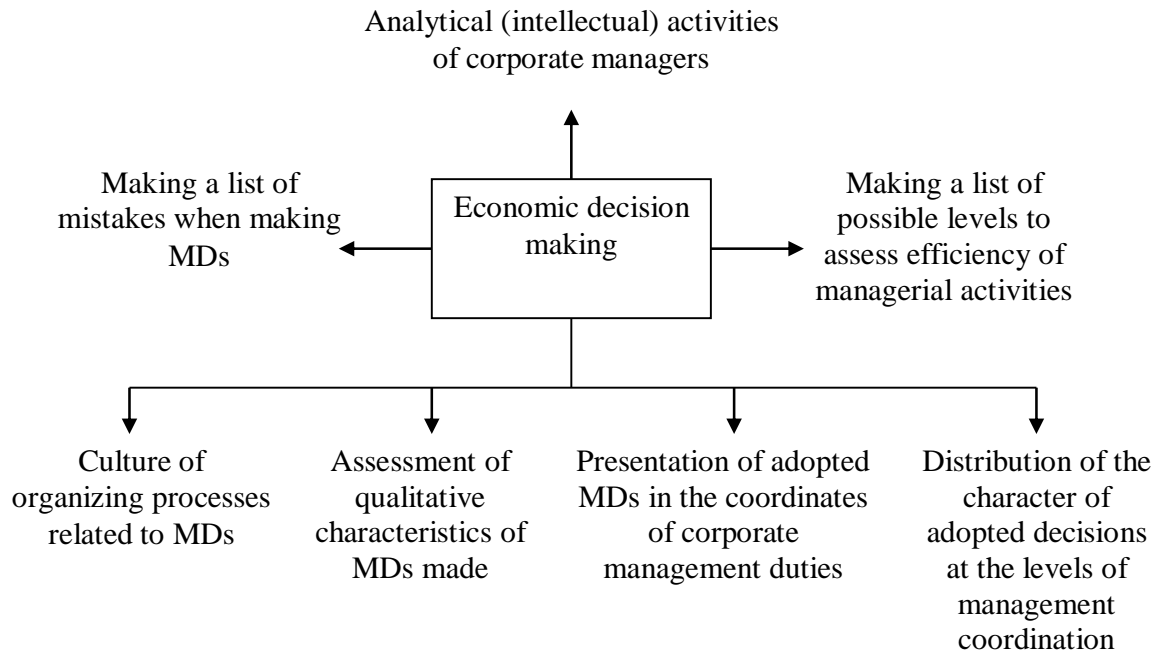 Analytical (intellectual) activities
of corporate managers
Making a list of
mistakes when making
MDs
Economic decision
making
Making a list of
possible levels to
assess efficiency of
managerial activities
Culture of
organizing processes
related to MDs
Assessment of
qualitative
characteristics of
MDs made
Presentation of adopted
MDs in the coordinates
of corporate
management duties
Distribution of the
character of
adopted decisions
at the levels of
management
coordination